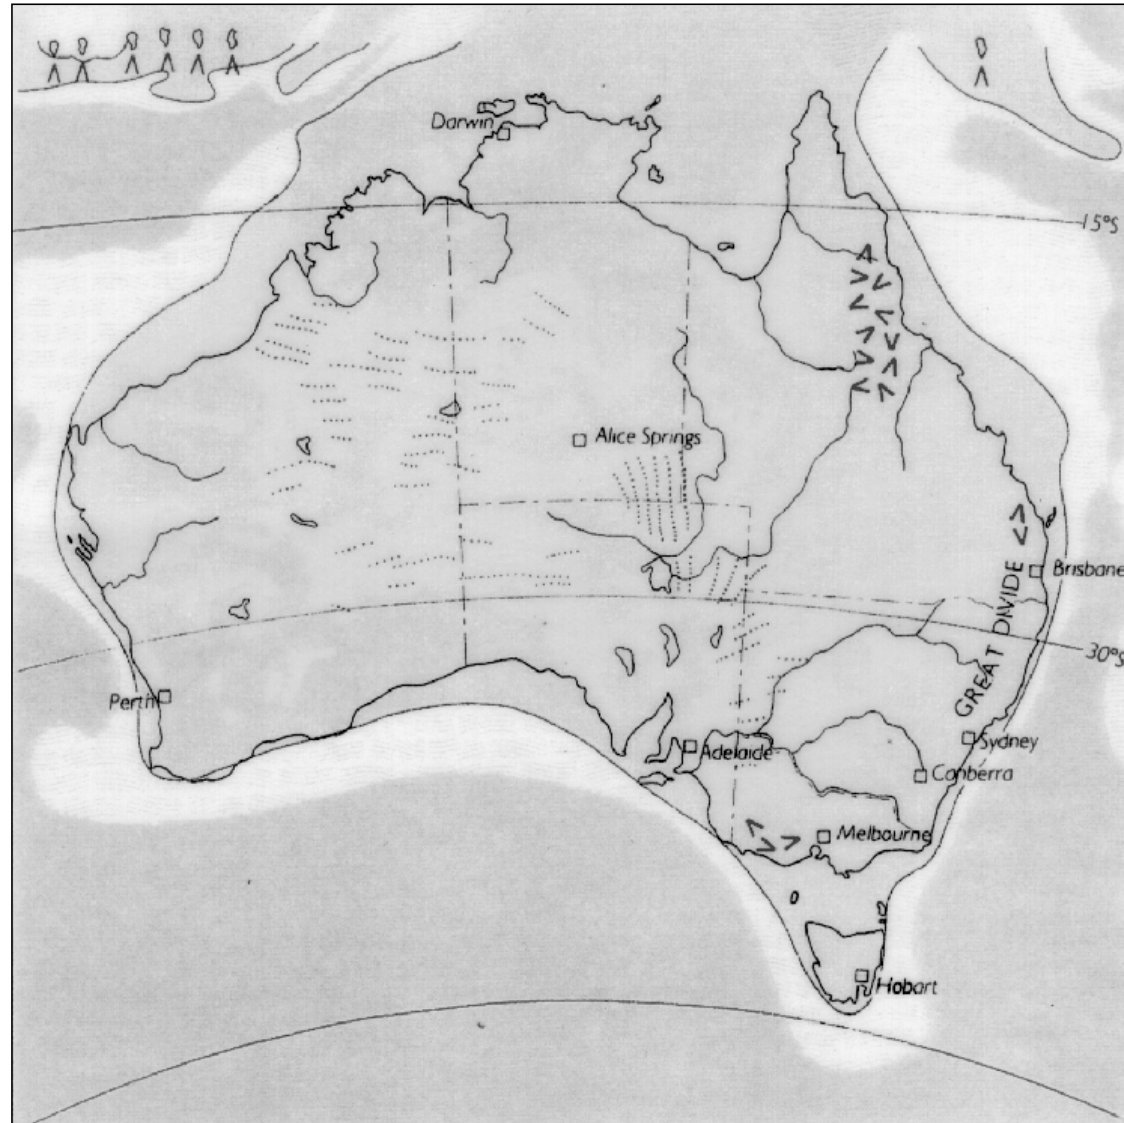 Darwin
15°S
Alice Springs
Brisbane
GREAT DIVIDE
30°S
Perth
Sydney
Adelaide
Canberra
Melbourne
Hobart